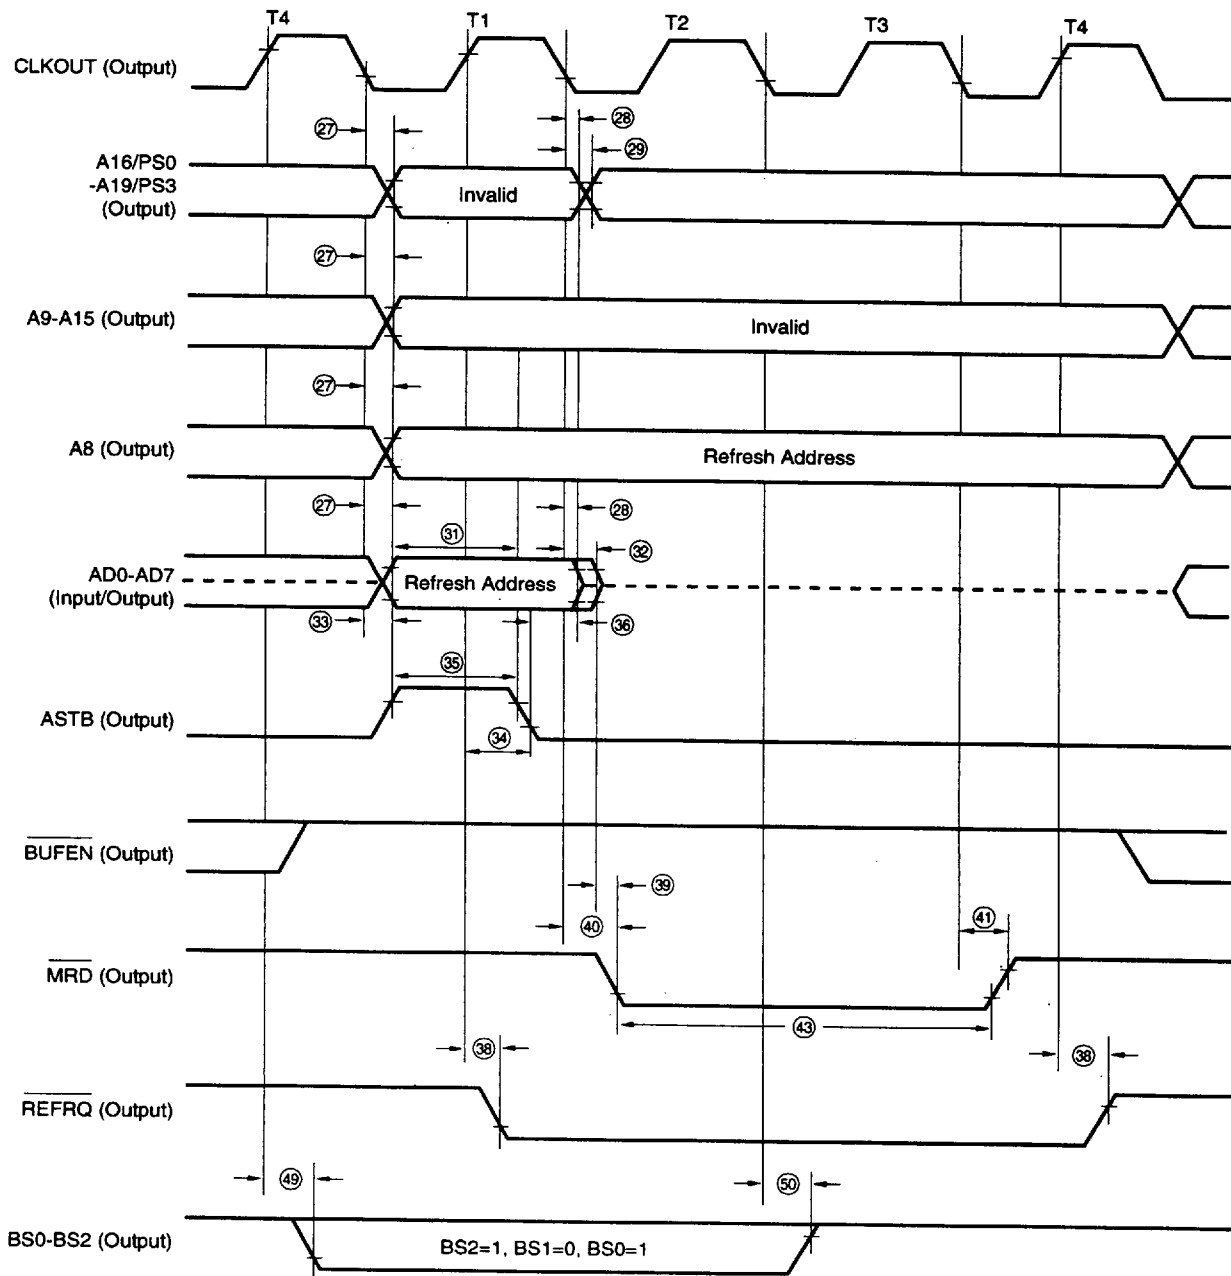 T4 T1 T2 T3 T4
CLKOUT (Output)
㉗ ㉘
㉙
A16/PS0
-A19/PS3
(Output)
Invalid
㉗
A9-A15 (Output)
Invalid
㉗
A8 (Output)
Refresh Address
㉗ ㉛ ㉘
㉜
AD0-AD7
(Input/Output)
Refresh Address
㉝ ㊱
㉟
ASTB (Output)
㉞
BUFEN (Output)
㊴
㊵ ㊶
MRD (Output)
㊸
㊳ ㊳
REFRQ (Output)
㊾ ㊿
BS0-BS2 (Output)
BS2=1, BS1=0, BS0=1